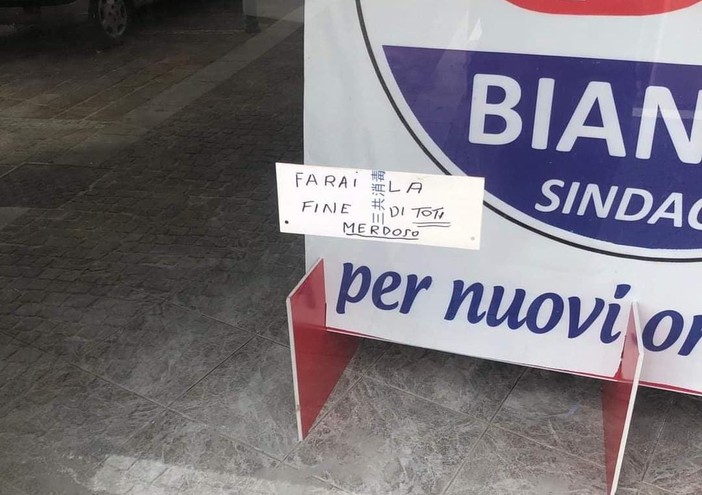 BIAN
SINDAC
FARAI LA
FINE DI TOTI
MERDOSO
三共消毒
per nuovi or